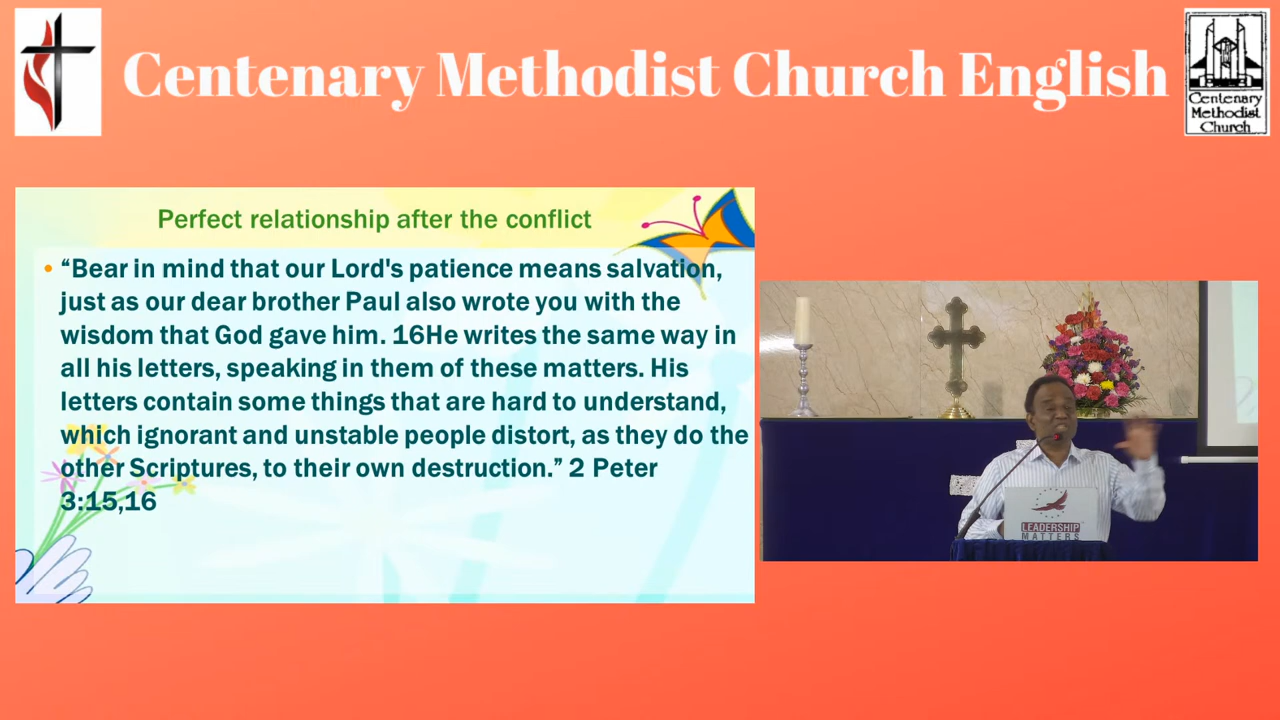 Centenary Methodist Church English
Centenary
Methodist
Church
Perfect relationship after the conflict
• “Bear in mind that our Lord's patience means salvation,
just as our dear brother Paul also wrote you with the
wisdom that God gave him. 16He writes the same way in
all his letters, speaking in them of these matters. His
letters contain some things that are hard to understand,
which ignorant and unstable people distort, as they do the
other Scriptures, to their own destruction.” 2 Peter
3:15,16
LEADERSHIP
MATTERS